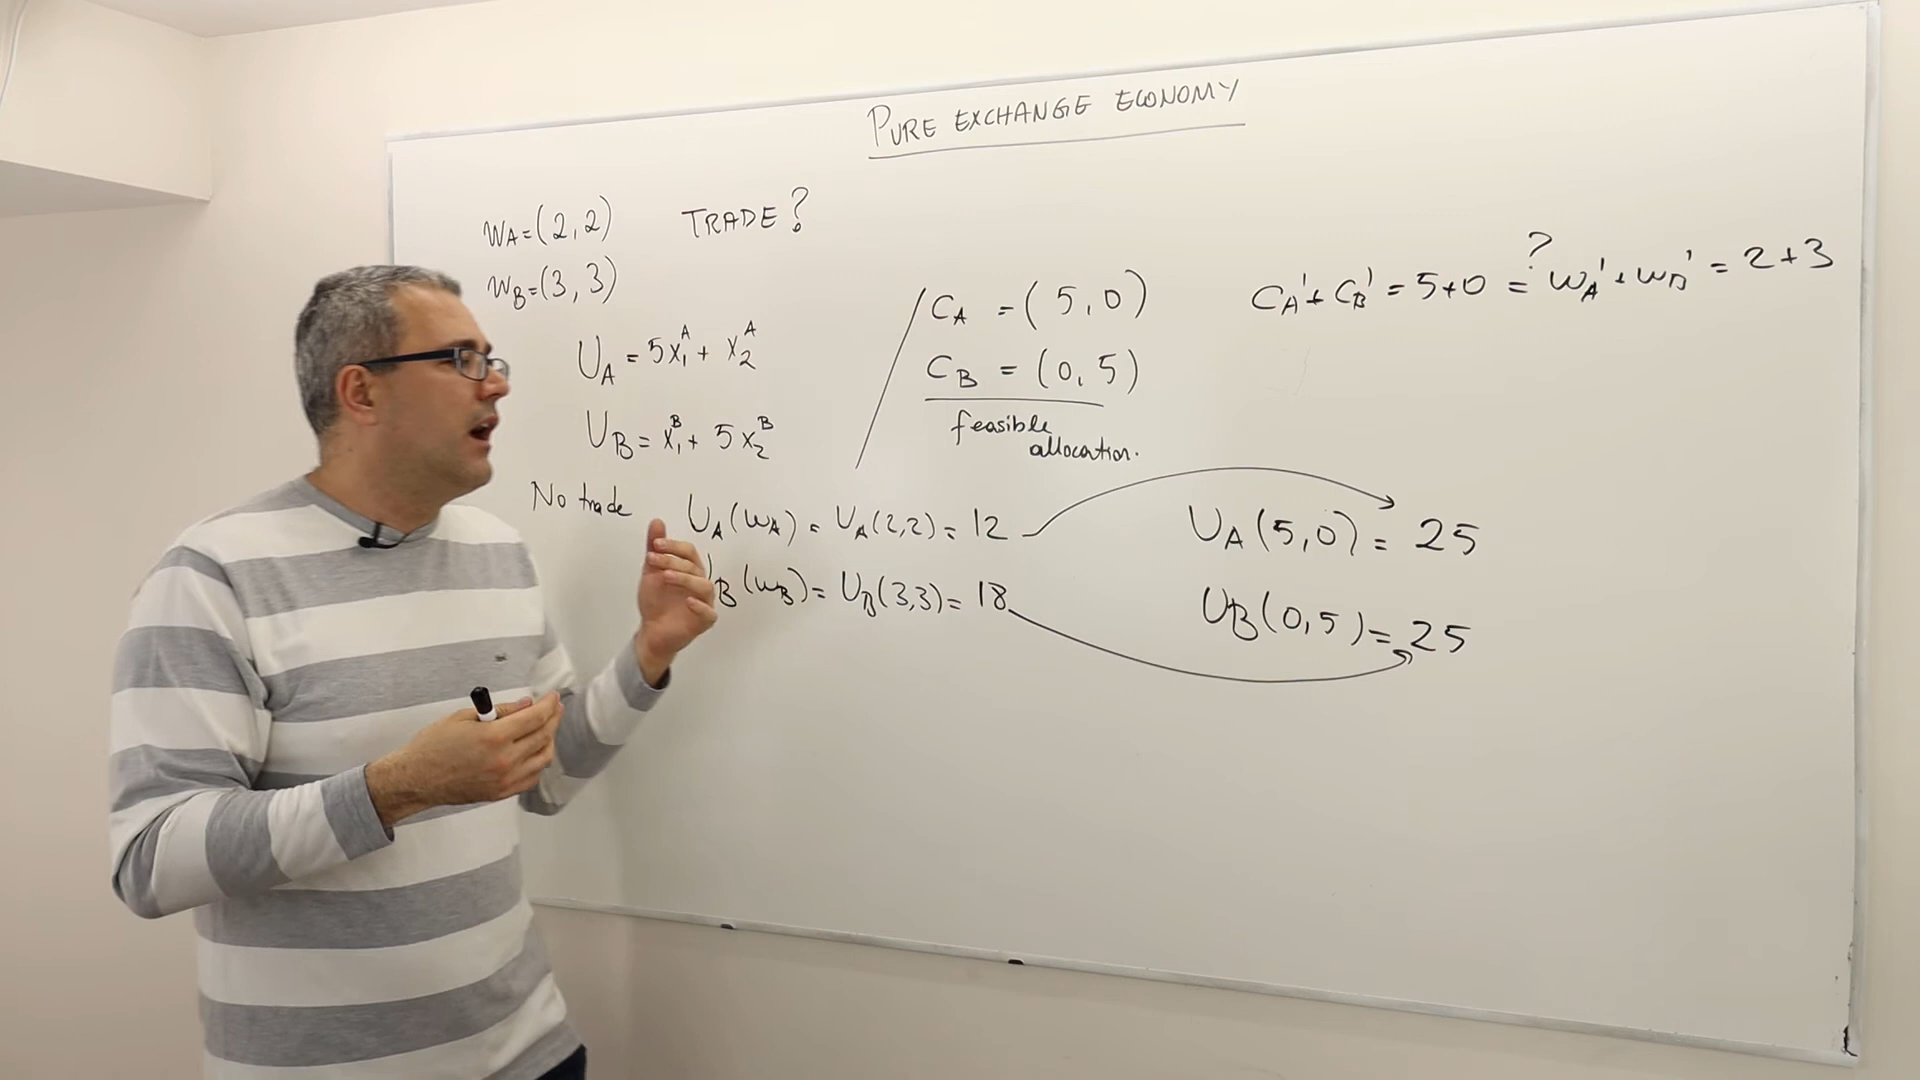 PURE EXCHANGE ECONOMY
WA=(2,2) TRADE?
WB=(3,3)
UA = 5x₁ᴬ + x₂ᴬ
UB = x₁ᴮ + 5x₂ᴮ
CA = (5,0)
CB = (0,5)
feasible
allocation.
?
CA' + CB' = 5+0 = WA' + WB' = 2+3
No trade UA(WA) = UA(2,2) = 12
B(WB) = UB(3,3) = 18
UA(5,0) = 25
UB(0,5) = 25